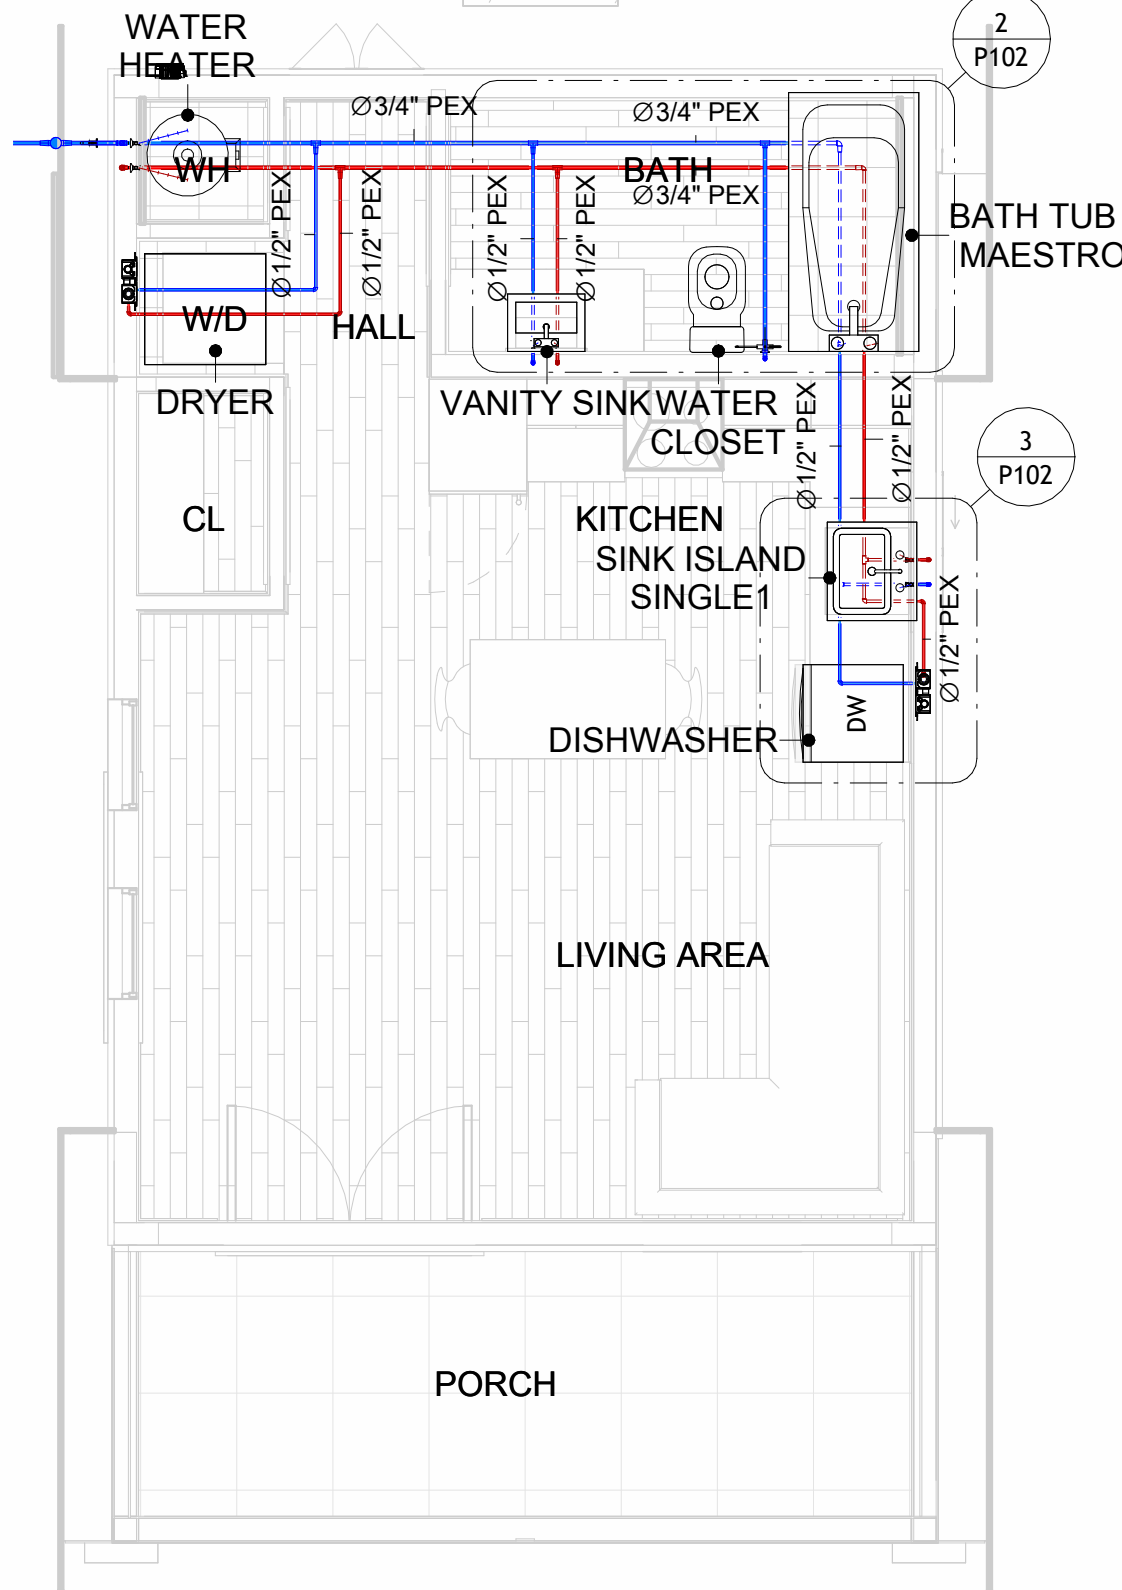 2
P102
WATER
HEATER
Ø3/4" PEX
Ø3/4" PEX
WH
BATH
Ø3/4" PEX
Ø1/2" PEX
Ø1/2" PEX
Ø1/2" PEX
Ø1/2" PEX
BATH TUB
MAESTRO
W/D
HALL
DRYER
VANITY SINK
WATER
CLOSET
Ø1/2" PEX
Ø1/2" PEX
3
P102
CL
KITCHEN
SINK ISLAND
SINGLE1
Ø1/2" PEX
DW
DISHWASHER
LIVING AREA
PORCH